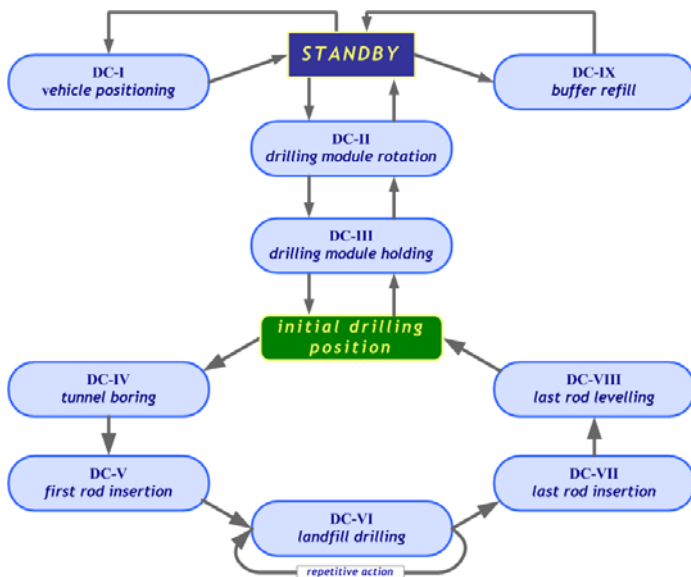 STANDBY
DC-I
vehicle positioning
DC-IX
buffer refill
DC-II
drilling module rotation
DC-III
drilling module holding
initial drilling
position
DC-IV
tunnel boring
DC-VIII
last rod levelling
DC-V
first rod insertion
DC-VII
last rod insertion
DC-VI
landfill drilling
repetitive action